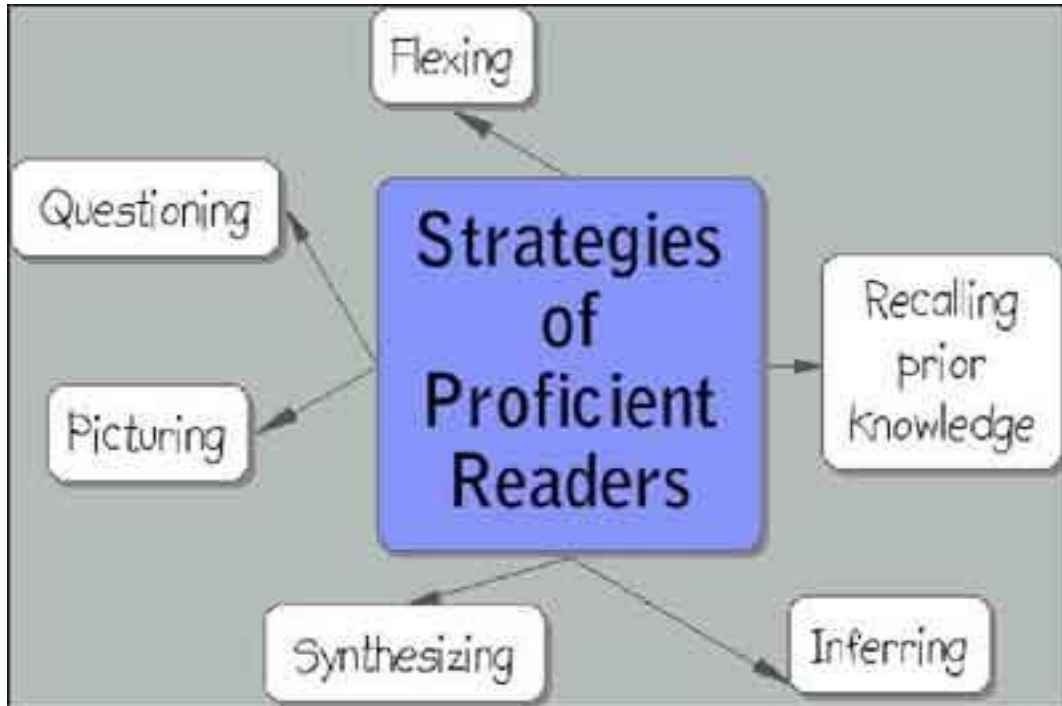 Flexing
Questioning
Strategies
of
Proficient
Readers
Recalling
prior
knowledge
Picturing
Synthesizing
Inferring